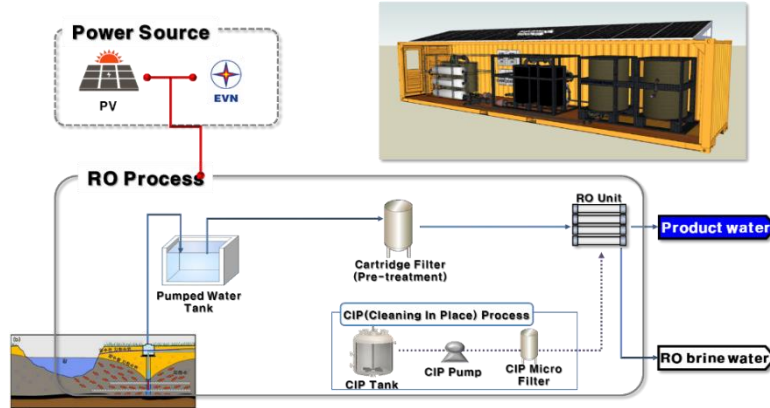 Power Source
PV
EVN
RO Process
RO Unit
Product water
Cartridge Filter
(Pre-treatment)
Pumped Water
Tank
CIP(Cleaning In Place) Process
CIP Tank
CIP Pump
CIP Micro
Filter
RO brine water